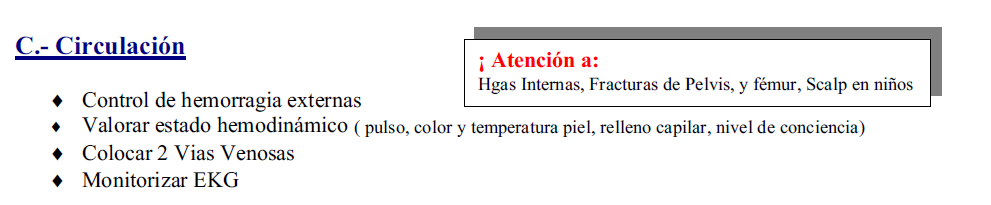 C.- Circulación
¡ Atención a:
Hgas Internas, Fracturas de Pelvis, y fémur, Scalp en niños
♦ Control de hemorragia externas
♦ Valorar estado hemodinámico ( pulso, color y temperatura piel, relleno capilar, nivel de conciencia)
♦ Colocar 2 Vias Venosas
♦ Monitorizar EKG